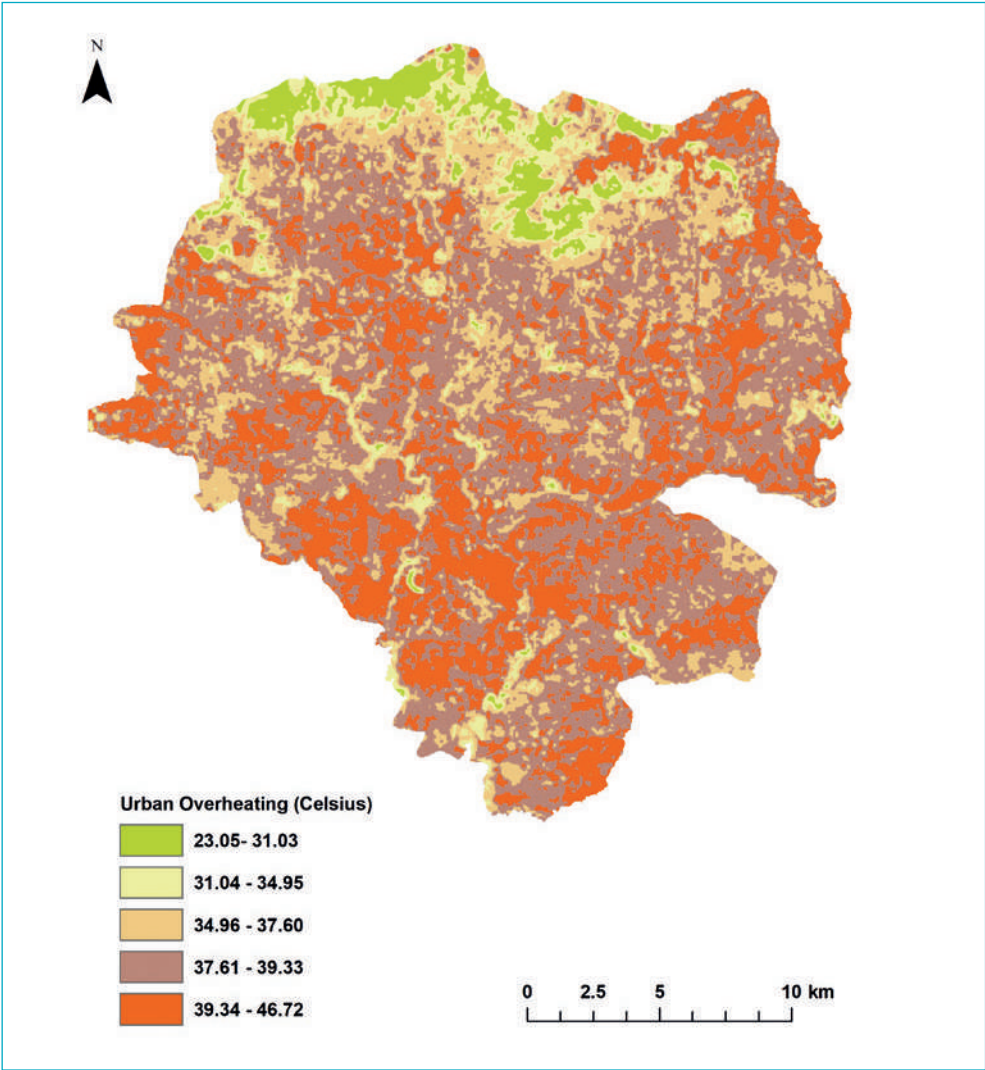 N
Urban Overheating (Celsius)
23.05- 31.03
31.04 - 34.95
34.96 - 37.60
37.61 - 39.33
39.34 - 46.72
0 2.5 5 10 km